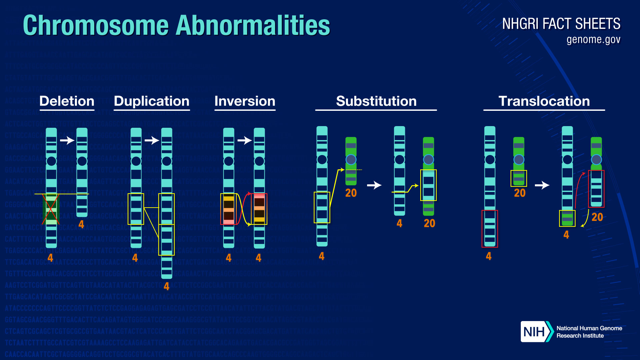 Chromosome Abnormalities
NHGRI FACT SHEETS
genome.gov
Deletion
Duplication
Inversion
Substitution
Translocation
4
4
4
4
4
4
4
20
4
20
4
20
4
20
NIH
National Human Genome
Research Institute